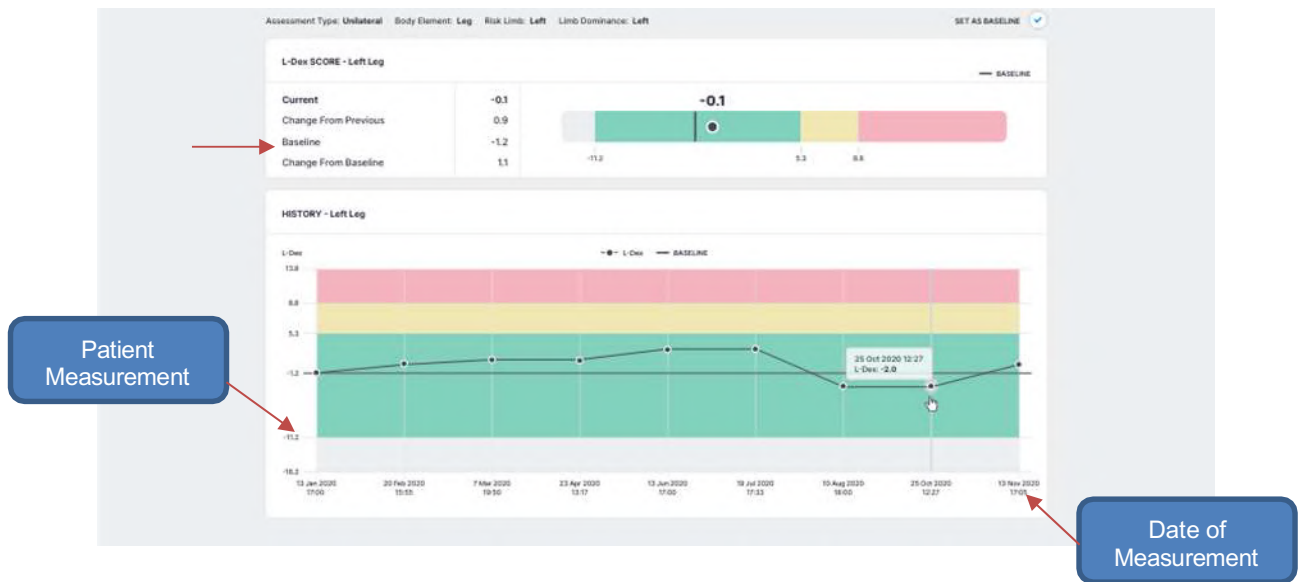 Assessment Type: Unilateral Body Element: Leg Risk Limb: Left Limb Dominance: Left SET AS BASELINE
L-Dex SCORE - Left Leg
BASELINE
Current -0.1
Change From Previous 0.9
Baseline -1.2
Change From Baseline 1.1
-0.1
-11.2 5.3 8.8
HISTORY - Left Leg
L-Dex
L-Dex BASELINE
13.8
8.8
5.3
-1.2
-11.2
-16.2
25 Oct 2020 12:27
L-Dex: -2.0
13 Jan 2020 20 Feb 2020 7 Mar 2020 23 Apr 2020 13 Jun 2020 19 Jul 2020 10 Aug 2020 25 Oct 2020 13 Nov 2020
17:00 15:55 19:50 13:17 17:00 17:33 18:00 12:27 17:01
Patient
Measurement
Date of
Measurement